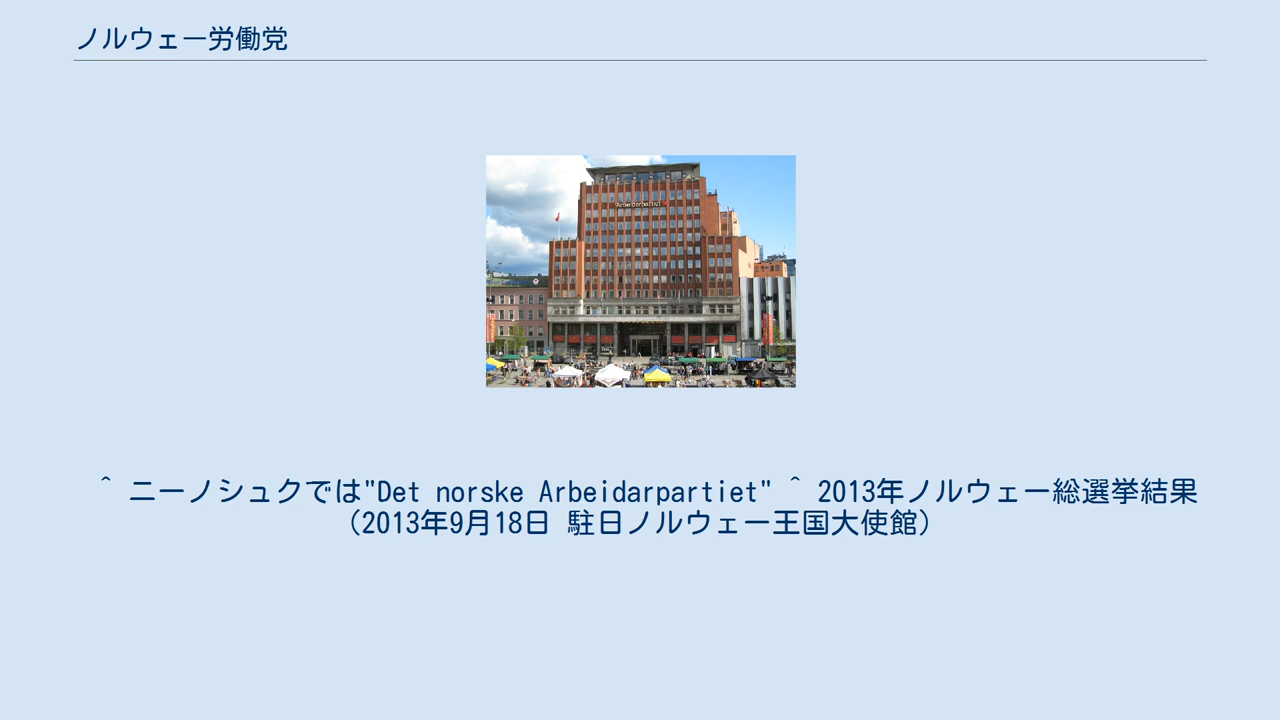 ノルウェー労働党
Arbeiderpartiet
^ ニーノシュクでは"Det norske Arbeidarpartiet" ^ 2013年ノルウェー総選挙結果
(2013年9月18日 駐日ノルウェー王国大使館)